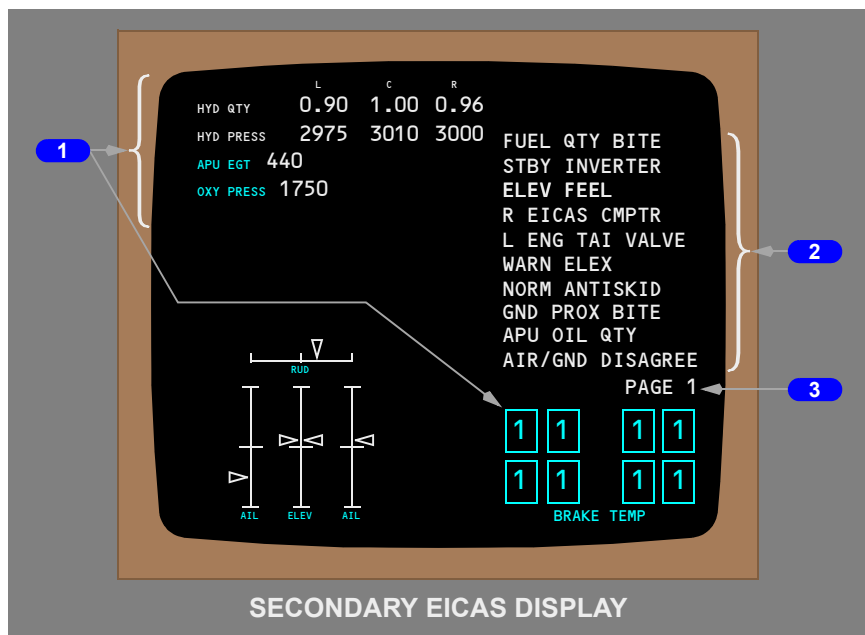 L C R
HYD QTY 0.90 1.00 0.96
HYD PRESS 2975 3010 3000
APU EGT 440
OXY PRESS 1750
1
FUEL QTY BITE
STBY INVERTER
ELEV FEEL
R EICAS CMPTR
L ENG TAI VALVE
WARN ELEX
NORM ANTISKID
GND PROX BITE
APU OIL QTY
AIR/GND DISAGREE
2
PAGE 1
3
RUD
AIL ELEV AIL
1 1 1 1
1 1 1 1
BRAKE TEMP
SECONDARY EICAS DISPLAY